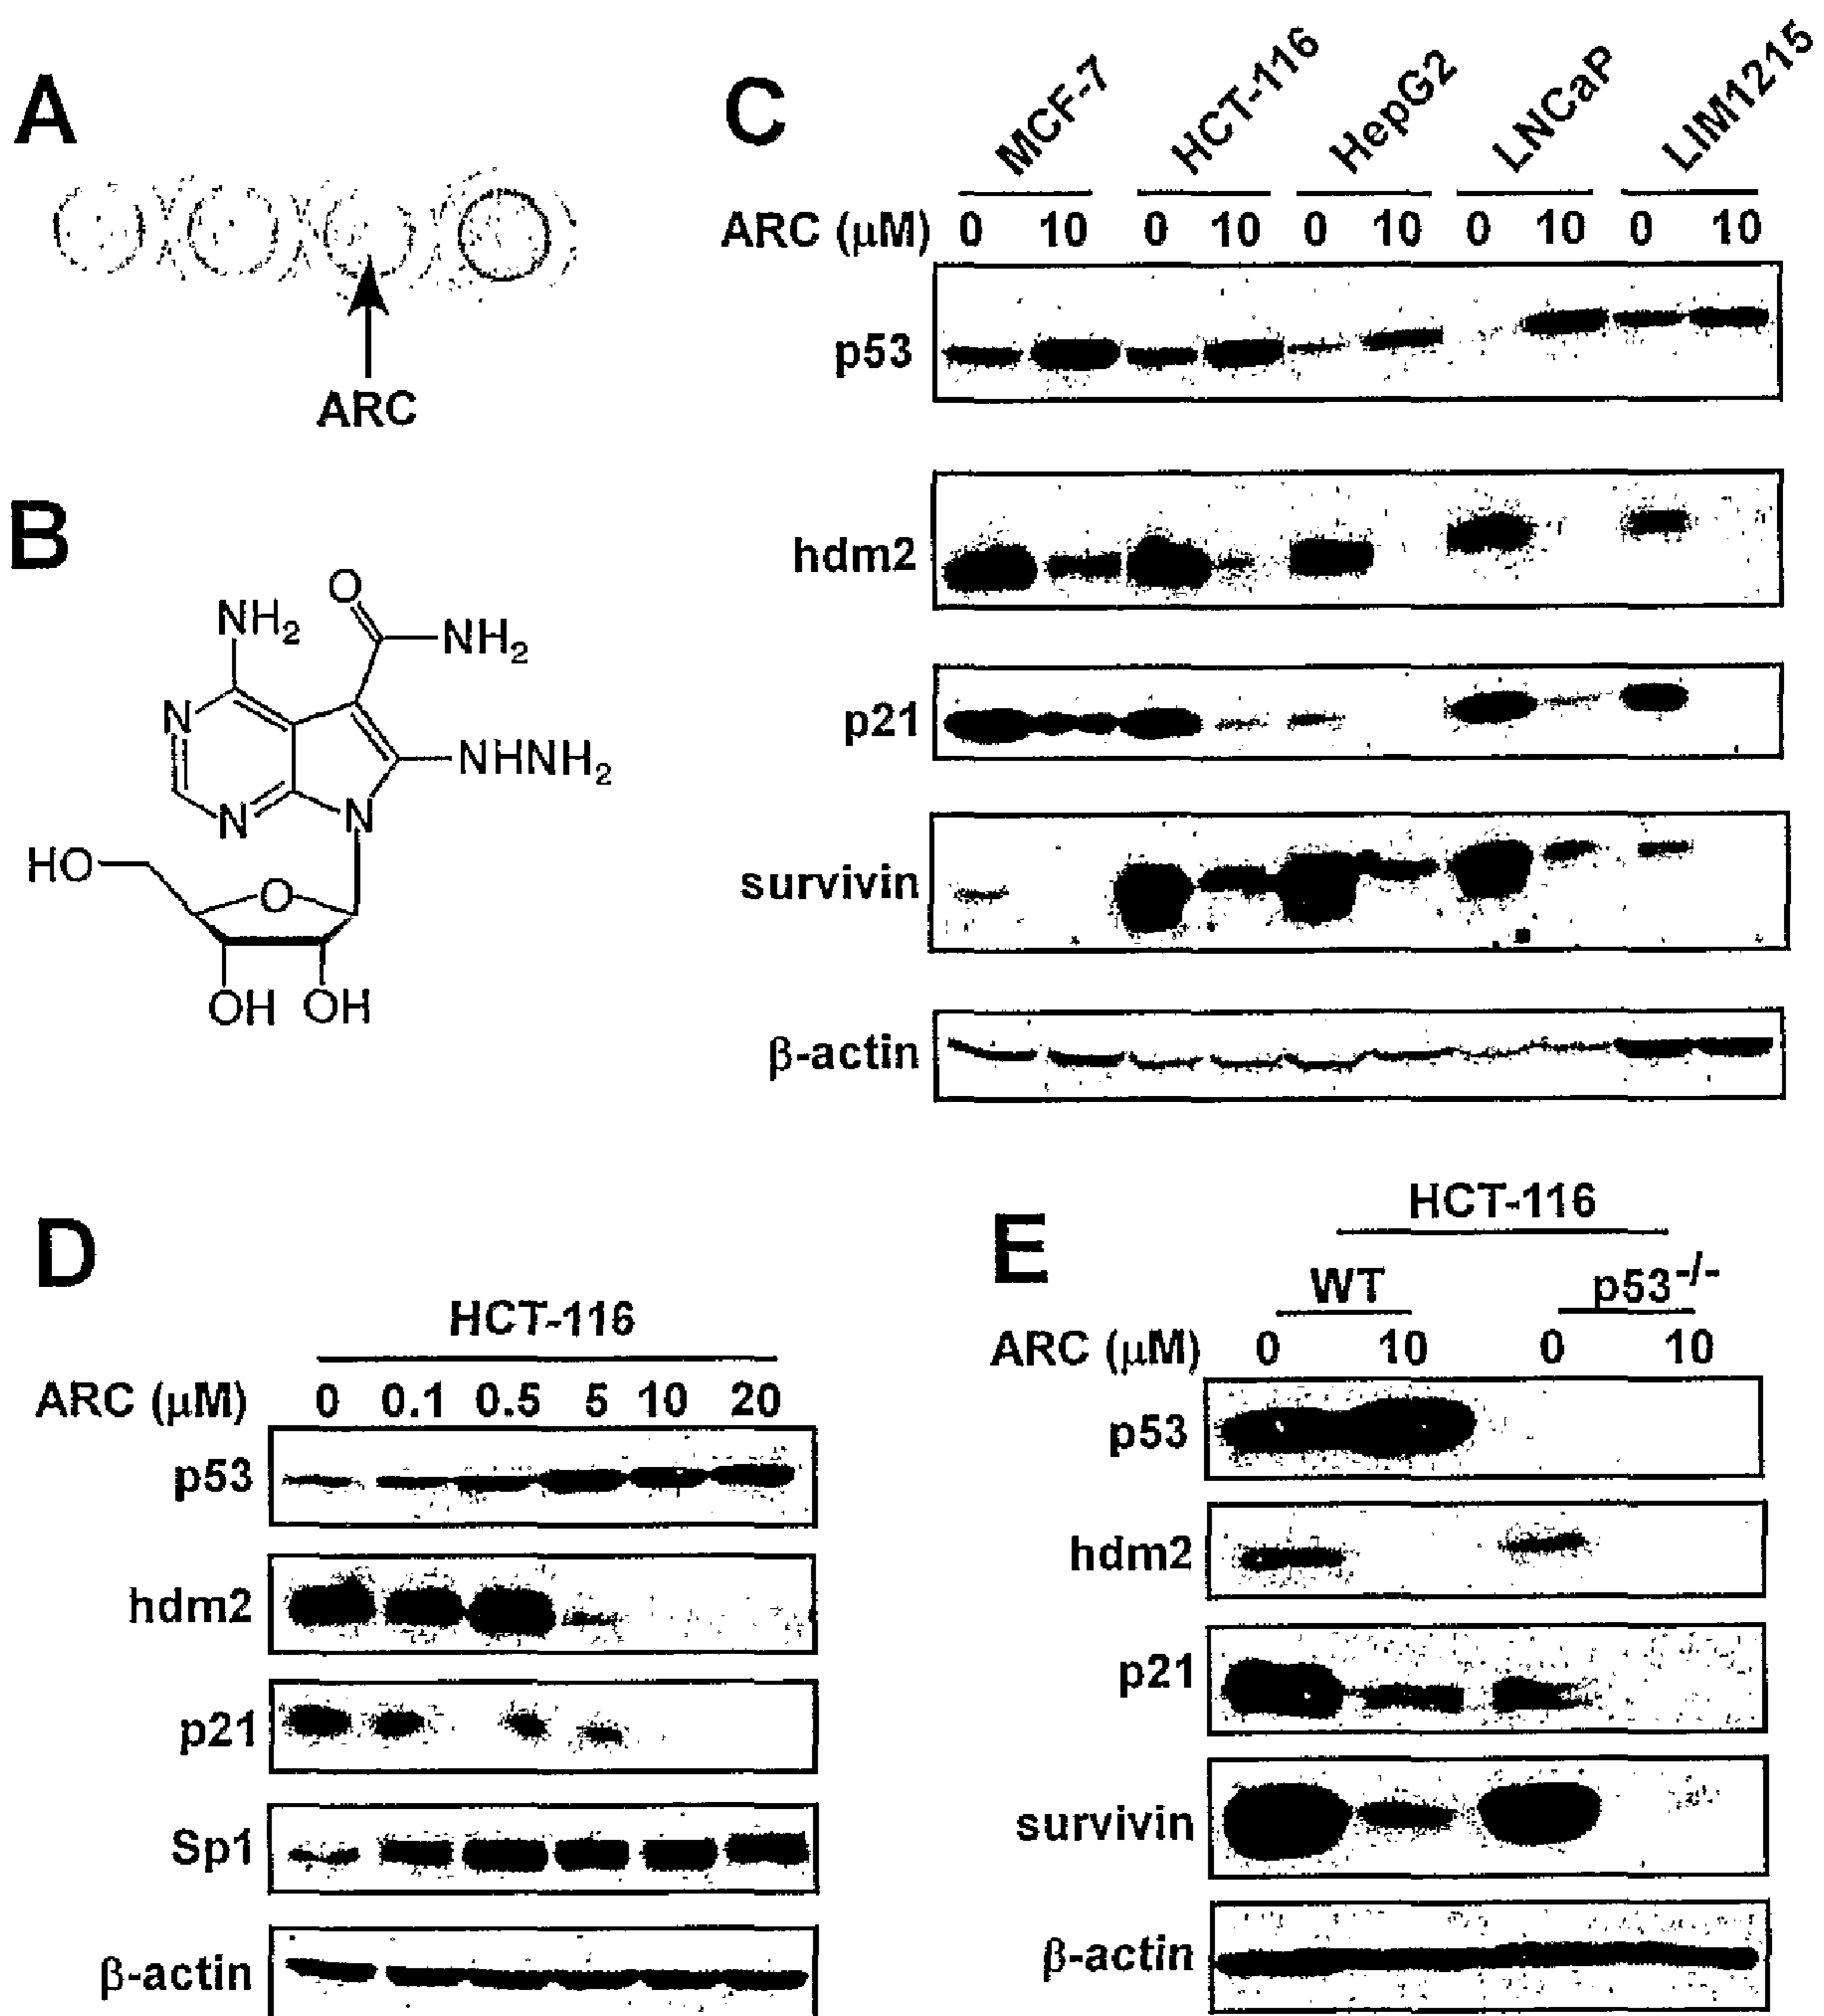 A
ARC
B
NH2
O
NH2
N
N
N
NHNH2
HO
O
OH OH
C
MCF-7 HCT-116 HepG2 LNCaP LIM1215
ARC (μM) 0 10 0 10 0 10 0 10 0 10
p53
hdm2
p21
survivin
β-actin
D
HCT-116
ARC (μM) 0 0.1 0.5 5 10 20
p53
hdm2
p21
Sp1
β-actin
E
HCT-116
WT p53-/-
ARC (μM) 0 10 0 10
p53
hdm2
p21
survivin
β-actin